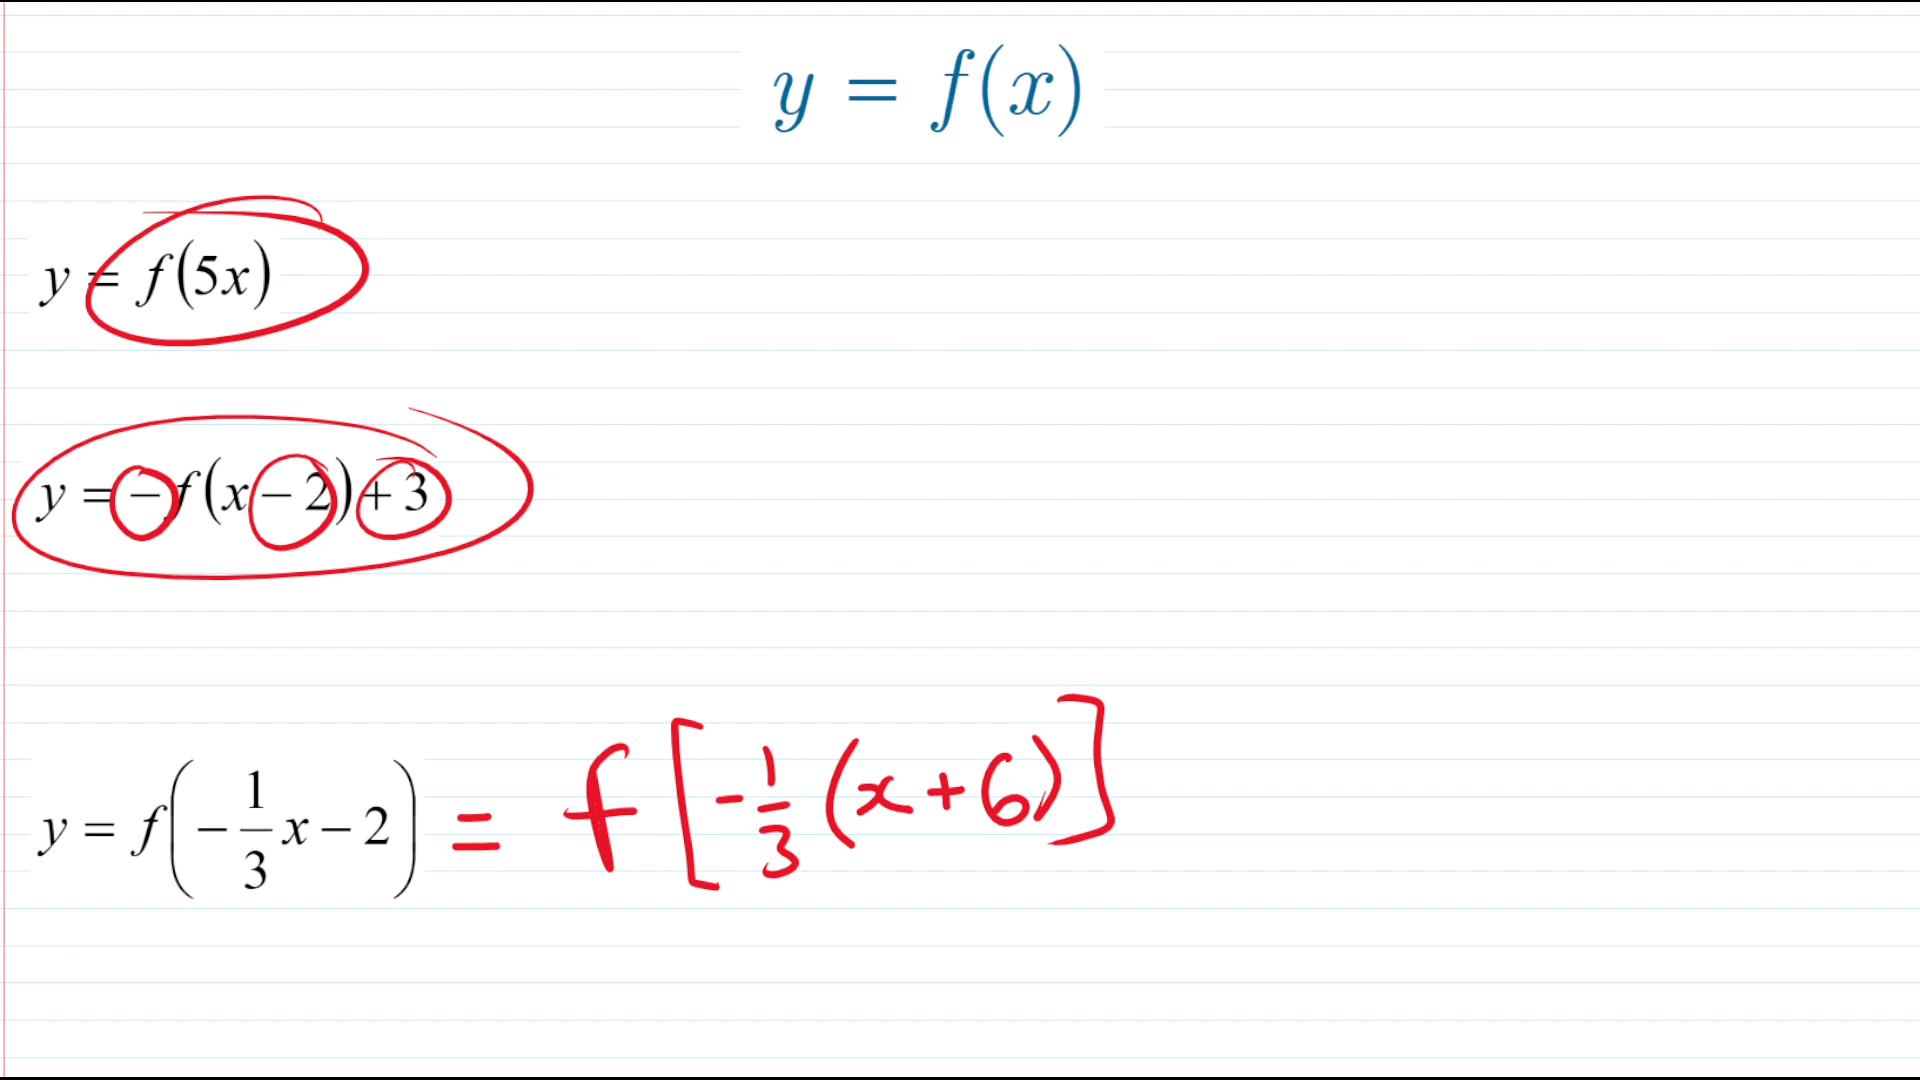 y = f(x)
y = f(5x)
y = −f(x − 2) + 3
y = f(−1/3 x − 2) = f[−1/3 (x + 6)]